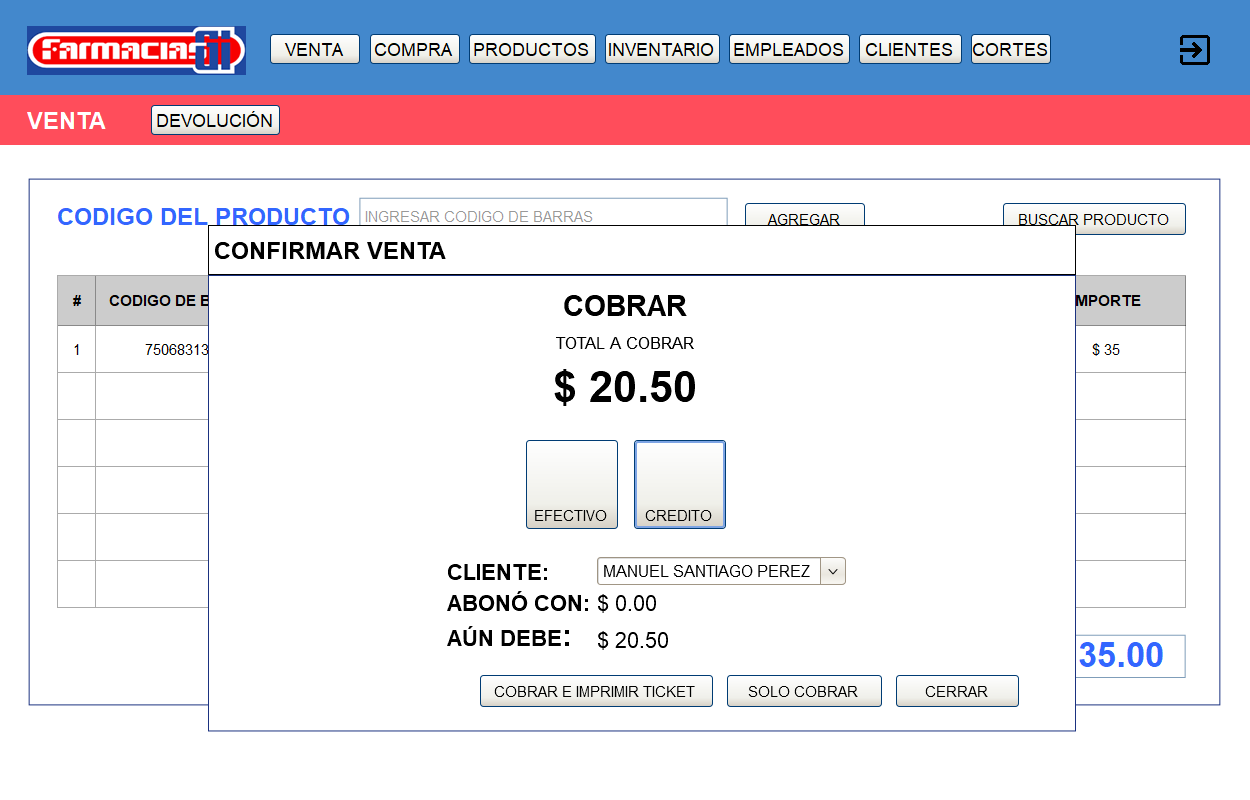 Farmacias SI
VENTA COMPRA PRODUCTOS INVENTARIO EMPLEADOS CLIENTES CORTES
VENTA DEVOLUCIÓN
CODIGO DEL PRODUCTO INGRESAR CODIGO DE BARRAS AGREGAR BUSCAR PRODUCTO
CONFIRMAR VENTA
# CODIGO DE E MPORTE
COBRAR
TOTAL A COBRAR
1 75068313 $ 35
$ 20.50
EFECTIVO CREDITO
CLIENTE: MANUEL SANTIAGO PEREZ
ABONÓ CON: $ 0.00
AÚN DEBE: $ 20.50
35.00
COBRAR E IMPRIMIR TICKET SOLO COBRAR CERRAR